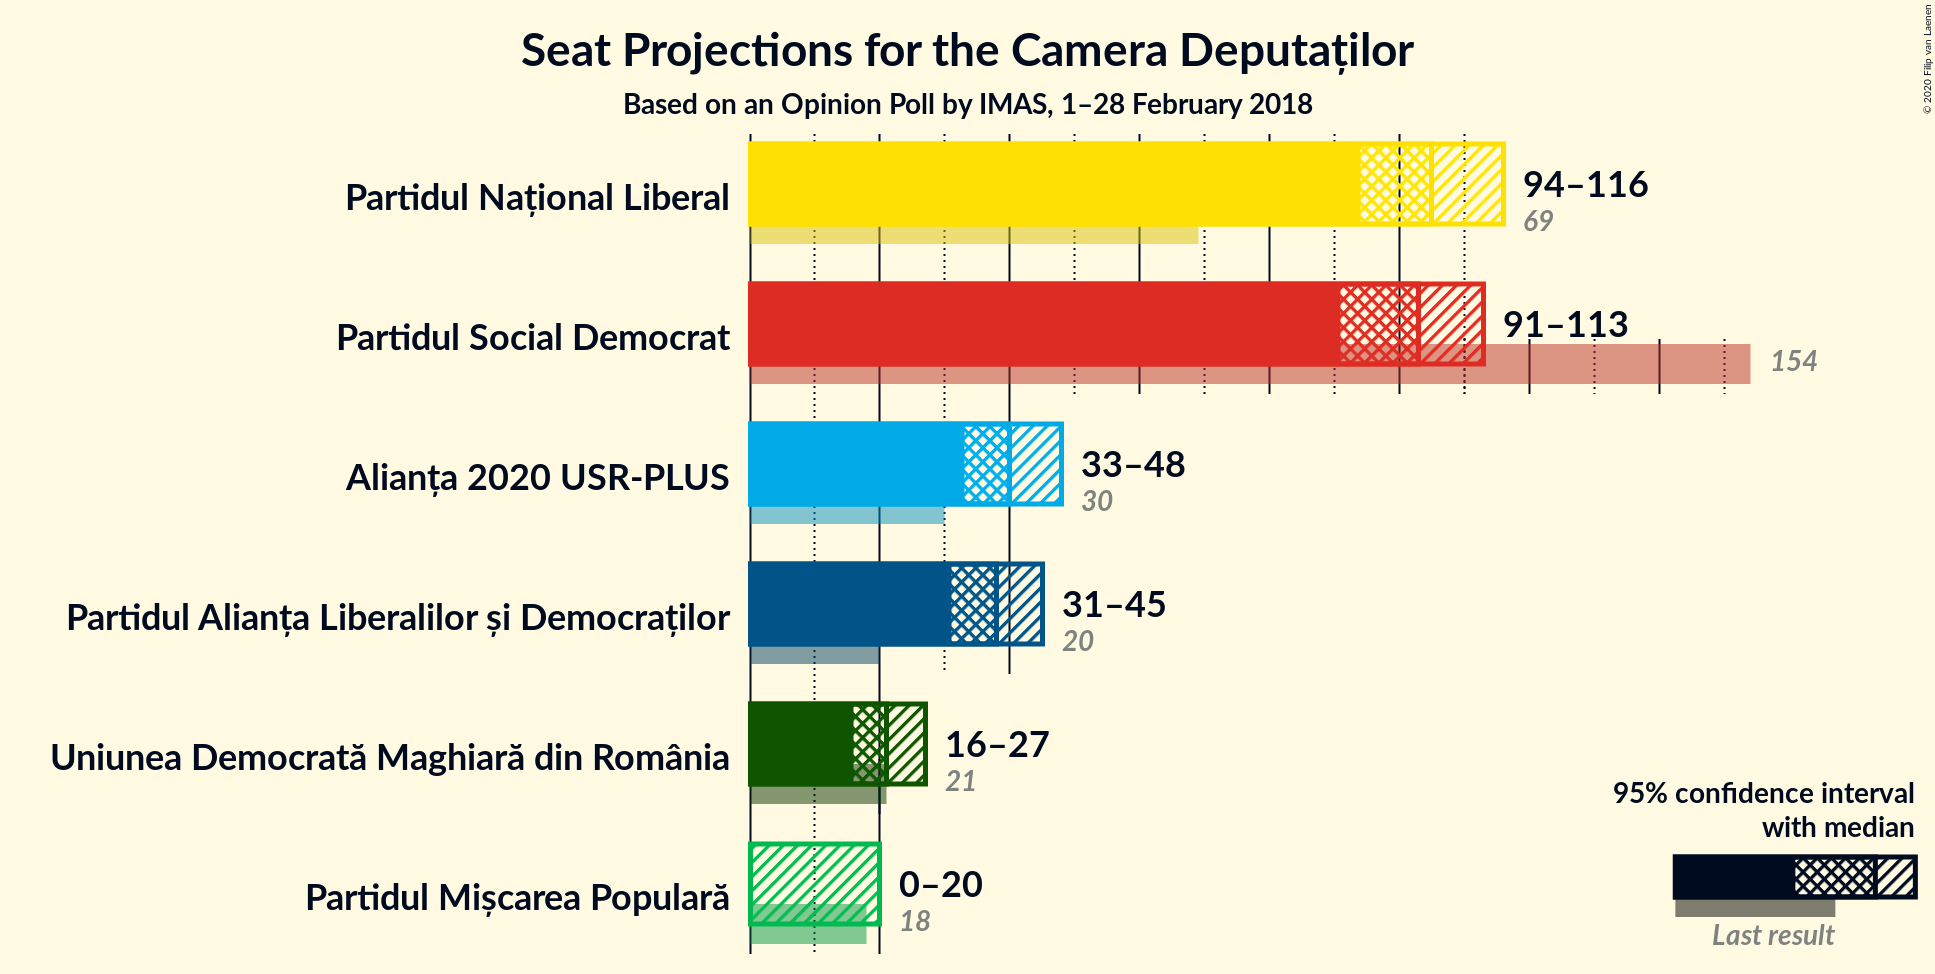 Seat Projections for the Camera Deputaților
Based on an Opinion Poll by IMAS, 1–28 February 2018
© 2020 Filip van Laenen
Partidul Național Liberal
94–116
69
Partidul Social Democrat
91–113
154
Alianța 2020 USR-PLUS
33–48
30
Partidul Alianța Liberalilor și Democraților
31–45
20
Uniunea Democrată Maghiară din România
16–27
21
Partidul Mișcarea Populară
0–20
18
95% confidence interval
with median
Last result